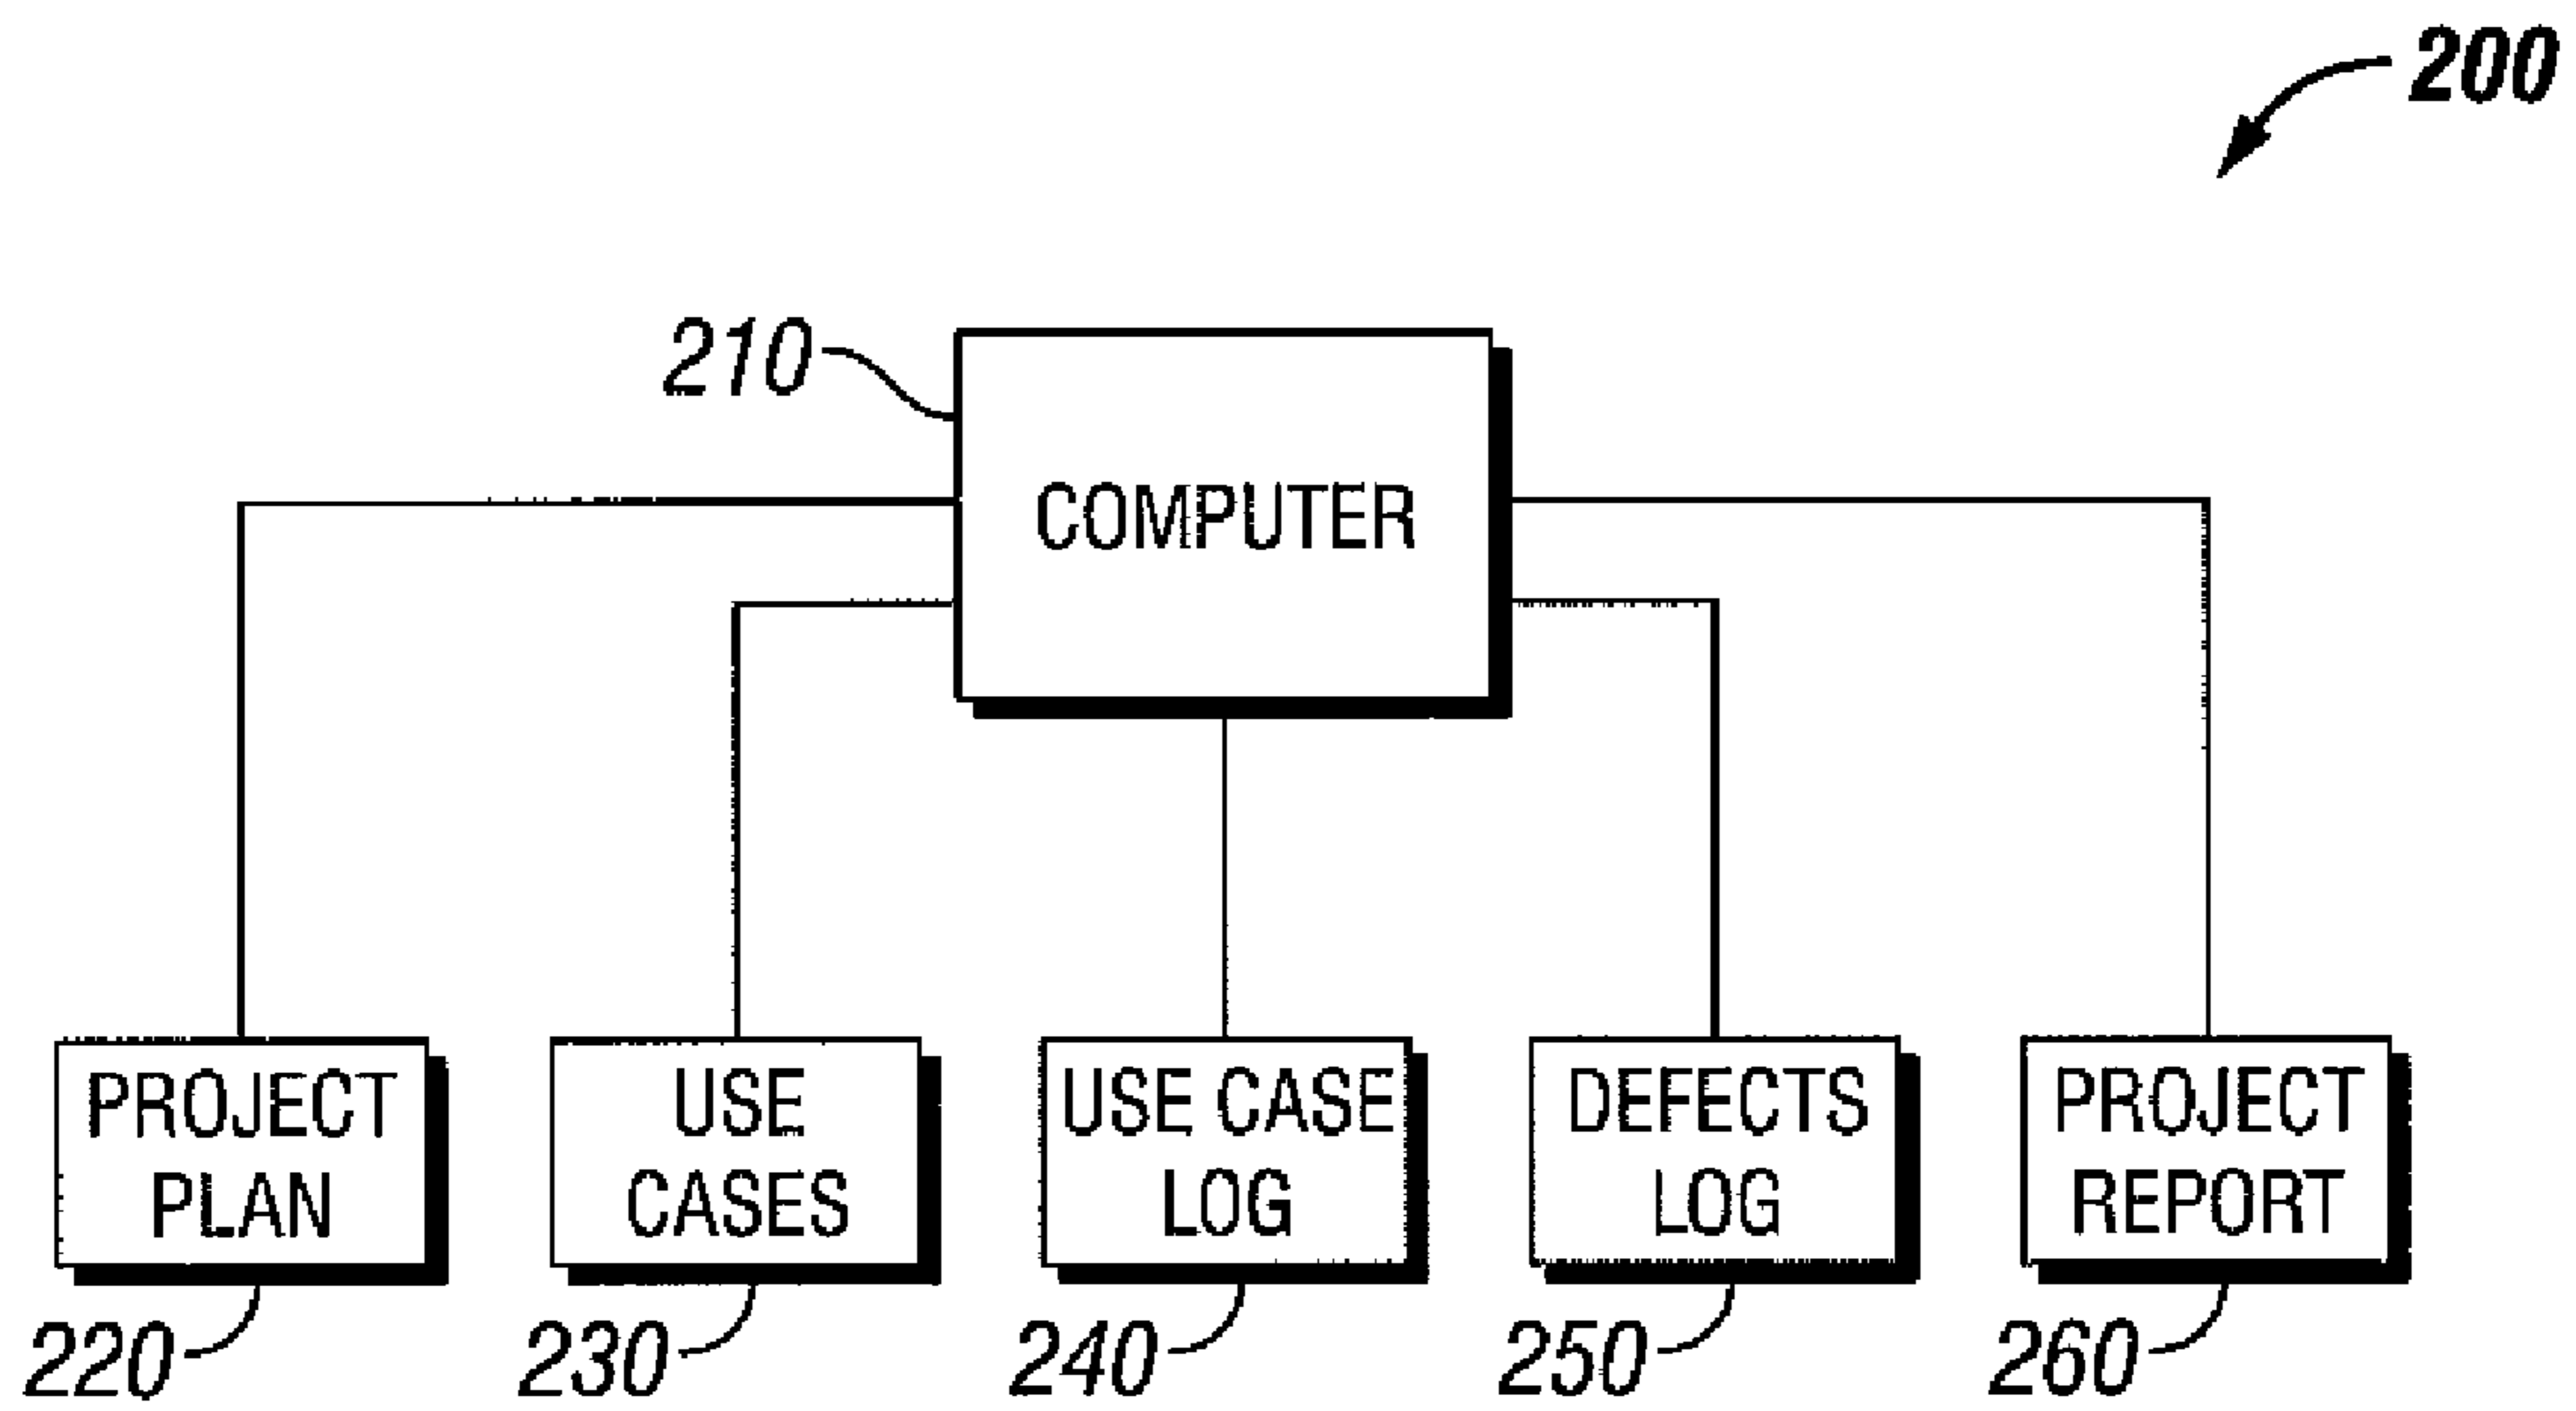 200
210
COMPUTER
PROJECT
PLAN
USE
CASES
USE CASE
LOG
DEFECTS
LOG
PROJECT
REPORT
220
230
240
250
260